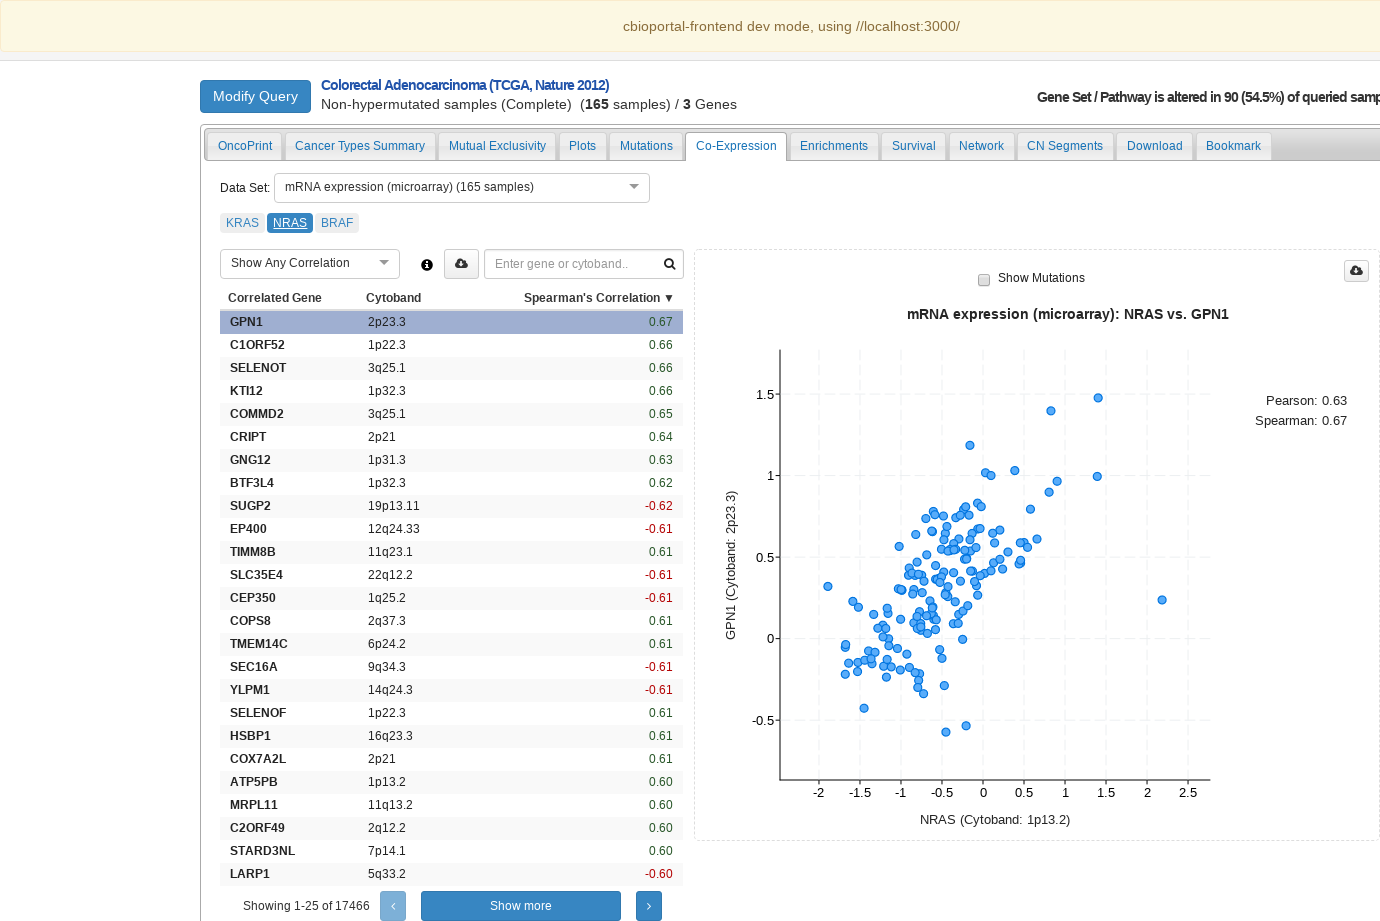 cbioportal-frontend dev mode, using //localhost:3000/
Modify Query
Colorectal Adenocarcinoma (TCGA, Nature 2012)
Non-hypermutated samples (Complete) (165 samples) / 3 Genes
Gene Set / Pathway is altered in 90 (54.5%) of queried
OncoPrint Cancer Types Summary Mutual Exclusivity Plots Mutations Co-Expression Enrichments Survival Network CN Segments Download Bookmark
Data Set: mRNA expression (microarray) (165 samples)
KRAS NRAS BRAF
Show Any Correlation Enter gene or cytoband..
Correlated Gene Cytoband Spearman's Correlation ▼
GPN1 2p23.3 0.67
C1ORF52 1p22.3 0.66
SELENOT 3q25.1 0.66
KTI12 1p32.3 0.66
COMMD2 3q25.1 0.65
CRIPT 2p21 0.64
GNG12 1p31.3 0.63
BTF3L4 1p32.3 0.62
SUGP2 19p13.11 -0.62
EP400 12q24.33 -0.61
TIMM8B 11q23.1 0.61
SLC35E4 22q12.2 -0.61
CEP350 1q25.2 -0.61
COPS8 2q37.3 0.61
TMEM14C 6p24.2 0.61
SEC16A 9q34.3 -0.61
YLPM1 14q24.3 -0.61
SELENOF 1p22.3 0.61
HSBP1 16q23.3 0.61
COX7A2L 2p21 0.61
ATP5PB 1p13.2 0.60
MRPL11 11q13.2 0.60
C2ORF49 2q12.2 0.60
STARD3NL 7p14.1 0.60
LARP1 5q33.2 -0.60
Showing 1-25 of 17466 ‹ Show more ›
Show Mutations
mRNA expression (microarray): NRAS vs. GPN1
Pearson: 0.63
Spearman: 0.67
GPN1 (Cytoband: 2p23.3)
1.5
1
0.5
0
-0.5
-2 -1.5 -1 -0.5 0 0.5 1 1.5 2 2.5
NRAS (Cytoband: 1p13.2)